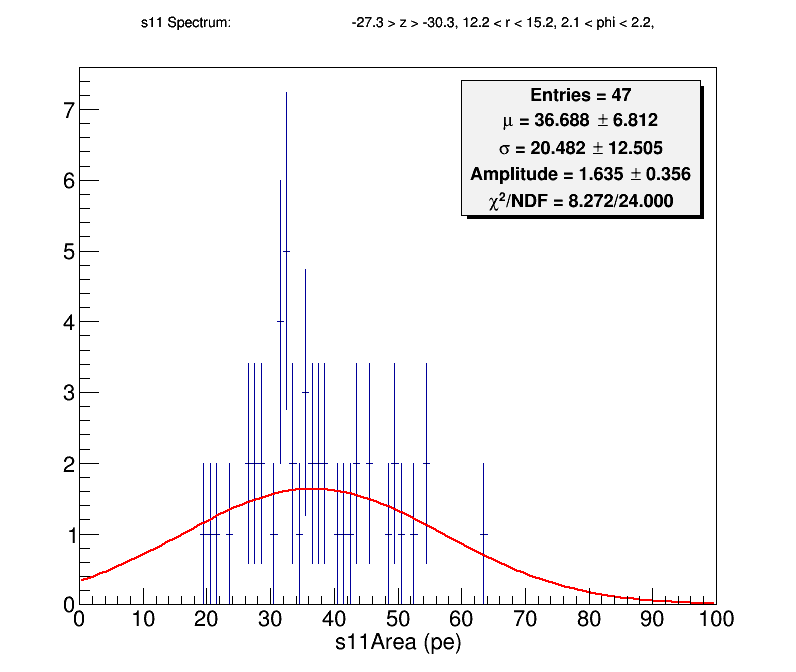 s11 Spectrum: -27.3 > z > -30.3, 12.2 < r < 15.2, 2.1 < phi < 2.2,
Entries = 47
μ = 36.688 ± 6.812
σ = 20.482 ± 12.505
Amplitude = 1.635 ± 0.356
χ²/NDF = 8.272/24.000
7
6
5
4
3
2
1
0
0 10 20 30 40 50 60 70 80 90 100
s11Area (pe)